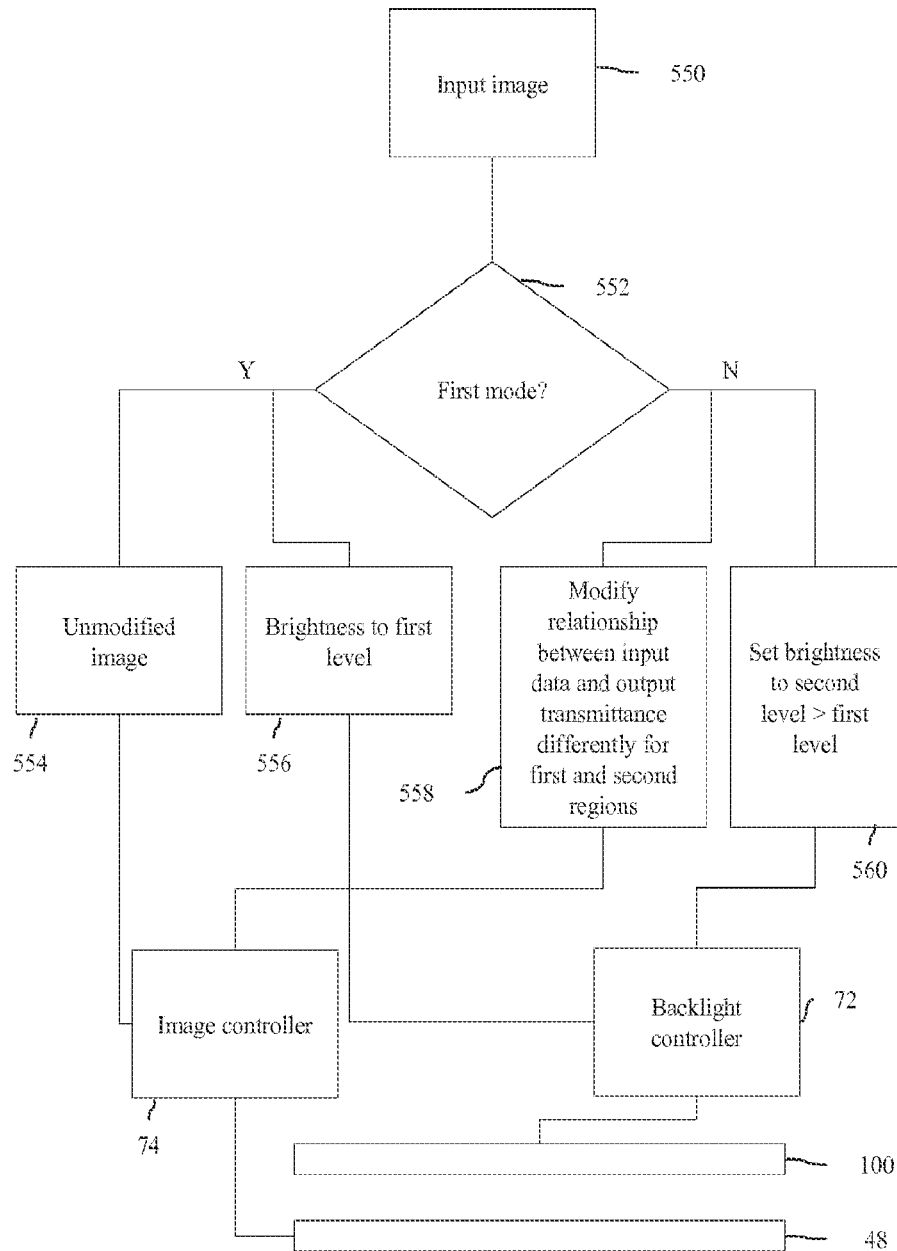 Input image
550
552
Y
First mode?
N
Unmodified
image
554
Brightness to first
level
556
Modify
relationship
between input
data and output
transmittance
differently for
first and second
regions
558
Set brightness
to second
level > first
level
560
Image controller
74
Backlight
controller
72
100
48